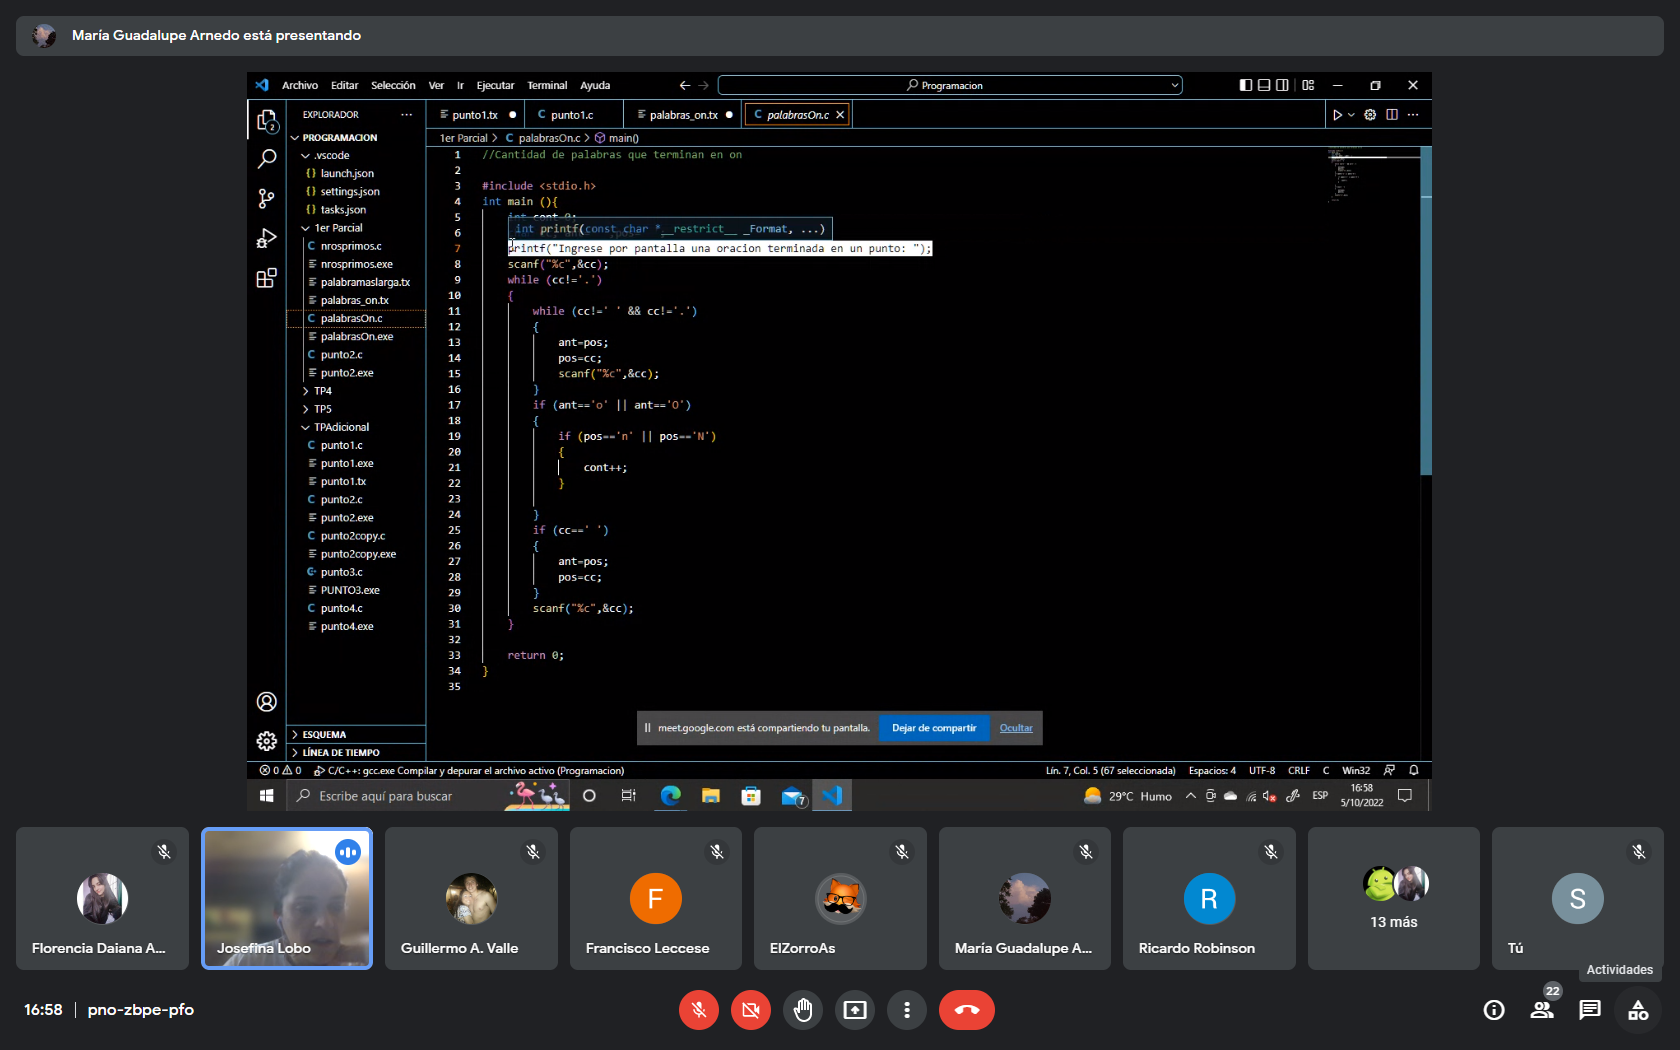 María Guadalupe Arnedo está presentando
Archivo Editar Selección Ver Ir Ejecutar Terminal Ayuda
Programacion
EXPLORADOR
PROGRAMACION
.vscode
{} launch.json
{} settings.json
{} tasks.json
1er Parcial
C nrosprimos.c
nrosprimos.exe
palabramaslarga.tx
palabras_on.tx
C palabrasOn.c
palabrasOn.exe
C punto2.c
punto2.exe
TP4
TP5
TPAdicional
C punto1.c
punto1.exe
punto1.tx
C punto2.c
punto2.exe
C punto2copy.c
punto2copy.exe
punto3.c
PUNTO3.exe
C punto4.c
punto4.exe
ESQUEMA
LÍNEA DE TIEMPO
punto1.tx C punto1.c palabras_on.tx C palabrasOn.c
1er Parcial > C palabrasOn.c > main()
1 //Cantidad de palabras que terminan en on
2
3 #include <stdio.h>
4 int main (){
5 int cont=0;
int printf(const char *__restrict__ _Format, ...)
6
7 printf("Ingrese por pantalla una oracion terminada en un punto: ");
8 scanf("%c",&cc);
9 while (cc!='.')
10 {
11 while (cc!=' ' && cc!='.')
12 {
13 ant=pos;
14 pos=cc;
15 scanf("%c",&cc);
16 }
17 if (ant=='o' || ant=='O')
18 {
19 if (pos=='n' || pos=='N')
20 {
21 cont++;
22 }
23
24 }
25 if (cc==' ')
26 {
27 ant=pos;
28 pos=cc;
29 }
30 scanf("%c",&cc);
31 }
32
33 return 0;
34 }
35
meet.google.com está compartiendo tu pantalla. Dejar de compartir Ocultar
0 0 C/C++: gcc.exe Compilar y depurar el archivo activo (Programacion) Lín. 7, Col. 5 (67 seleccionada) Espacios: 4 UTF-8 CRLF C Win32
Escribe aquí para buscar
7
29°C Humo
ESP
16:58
5/10/2022
Florencia Daiana A...
Josefina Lobo
Guillermo A. Valle
F
Francisco Leccese
ElZorroAs
María Guadalupe A...
R
Ricardo Robinson
13 más
S
Tú
Actividades
16:58 | pno-zbpe-pfo
22